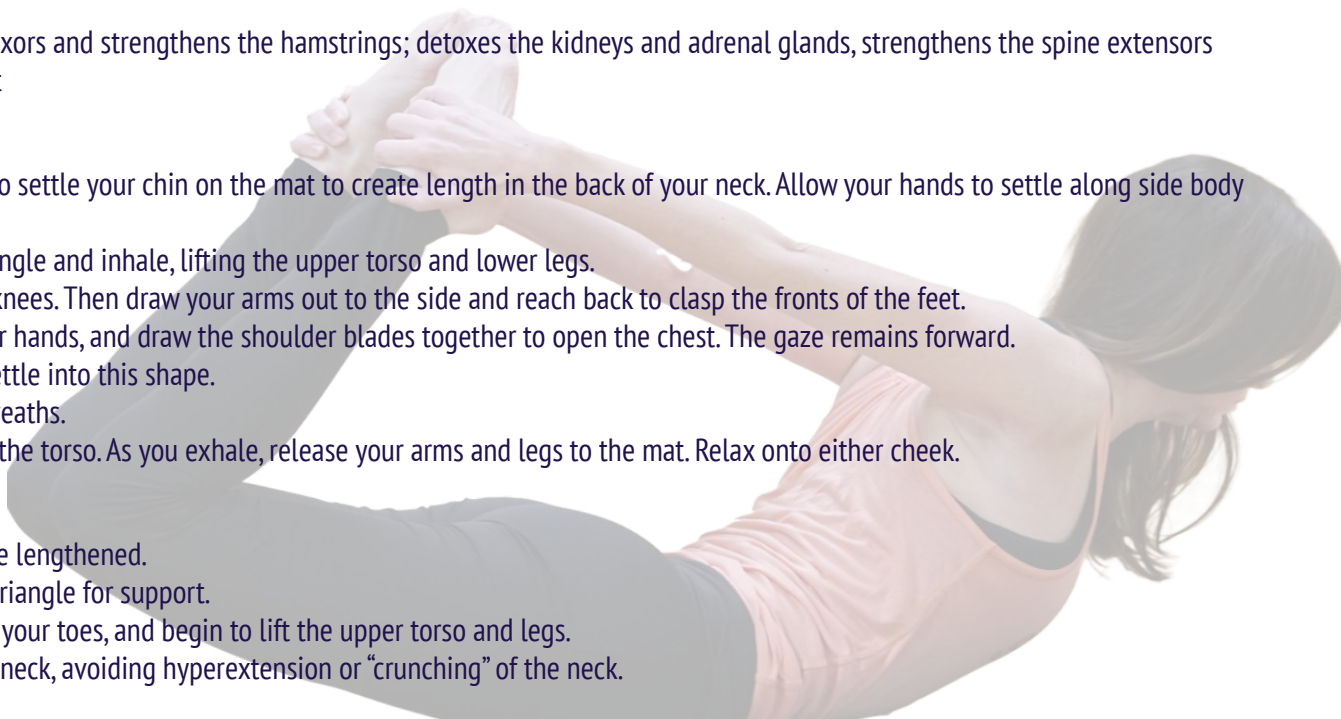 xors and strengthens the hamstrings; detoxes the kidneys and adrenal glands, strengthens the spine extensors
o settle your chin on the mat to create length in the back of your neck. Allow your hands to settle along side body
ngle and inhale, lifting the upper torso and lower legs.
knees. Then draw your arms out to the side and reach back to clasp the fronts of the feet.
r hands, and draw the shoulder blades together to open the chest. The gaze remains forward.
ettle into this shape.
reaths.
the torso. As you exhale, release your arms and legs to the mat. Relax onto either cheek.
e lengthened.
riangle for support.
your toes, and begin to lift the upper torso and legs.
neck, avoiding hyperextension or “crunching” of the neck.